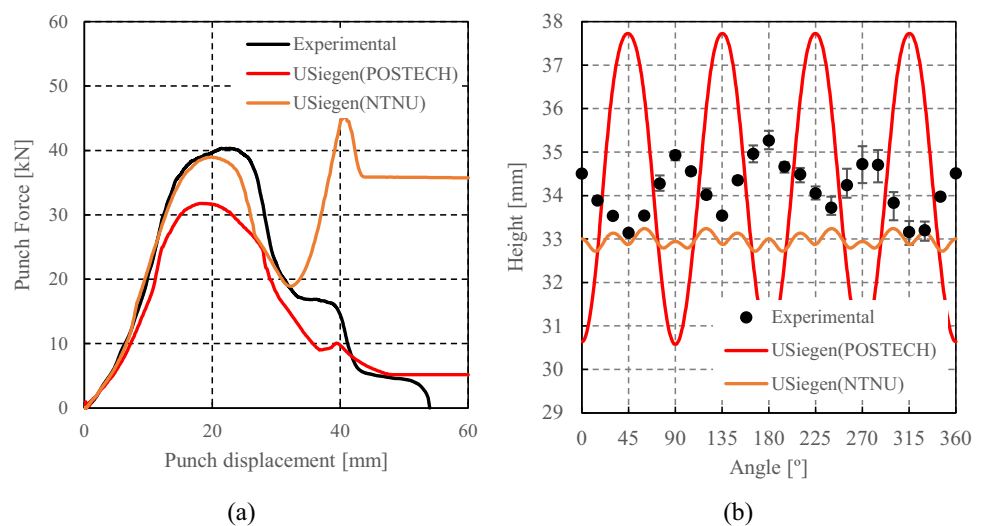 60
50
40
30
20
10
0
Punch Force [kN]
Experimental
USiegen(POSTECH)
USiegen(NTNU)
0
20
40
60
Punch displacement [mm]
(a)
38
37
36
35
34
33
32
31
30
29
Height [mm]
Experimental
USiegen(POSTECH)
USiegen(NTNU)
0 45 90 135 180 225 270 315 360
Angle [º]
(b)